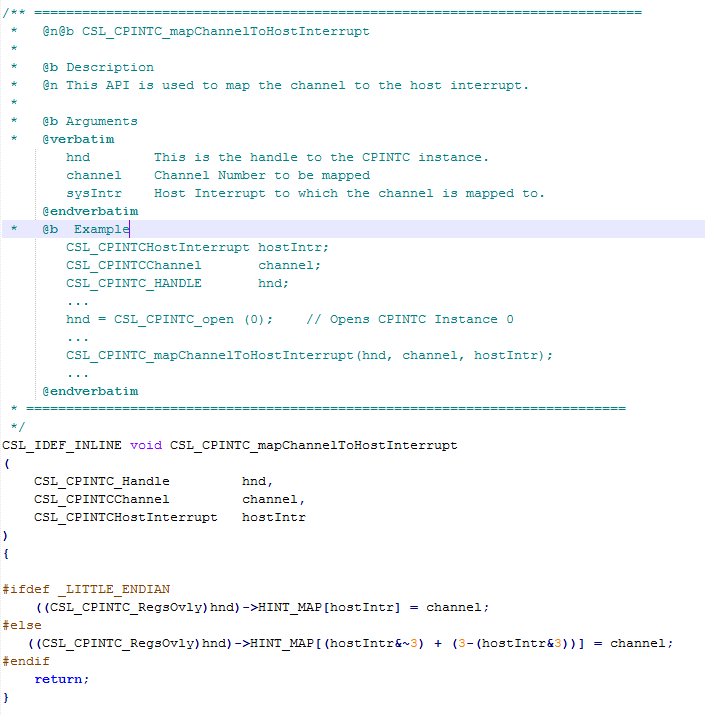 /** ============================================================================
 *   @n@b CSL_CPINTC_mapChannelToHostInterrupt
 *
 *   @b Description
 *   @n This API is used to map the channel to the host interrupt.
 *
 *   @b Arguments
 *   @verbatim
        hnd        This is the handle to the CPINTC instance.
        channel    Channel Number to be mapped
        sysIntr    Host Interrupt to which the channel is mapped to.
     @endverbatim
 *   @b  Example
        CSL_CPINTCHostInterrupt hostIntr;
        CSL_CPINTCChannel       channel;
        CSL_CPINTC_HANDLE       hnd;
        ...
        hnd = CSL_CPINTC_open (0);    // Opens CPINTC Instance 0
        ...
        CSL_CPINTC_mapChannelToHostInterrupt(hnd, channel, hostIntr);
        ...
     @endverbatim
 * ===========================================================================
 */
CSL_IDEF_INLINE void CSL_CPINTC_mapChannelToHostInterrupt
(
    CSL_CPINTC_Handle         hnd,
    CSL_CPINTCChannel         channel,
    CSL_CPINTCHostInterrupt   hostIntr
)
{
#ifdef _LITTLE_ENDIAN
    ((CSL_CPINTC_RegsOvly)hnd)->HINT_MAP[hostIntr] = channel;
#else
   ((CSL_CPINTC_RegsOvly)hnd)->HINT_MAP[(hostIntr&~3) + (3-(hostIntr&3))] = channel;
#endif
    return;
}